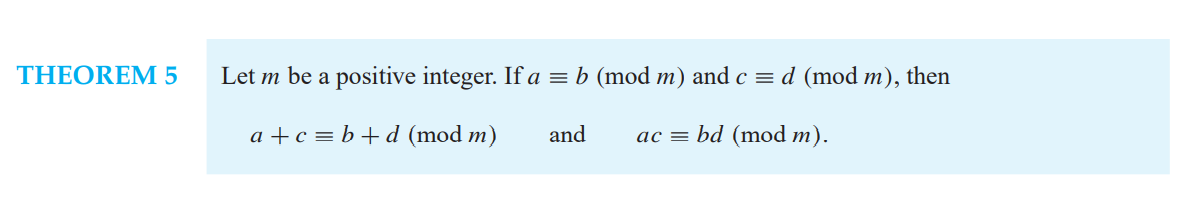 THEOREM 5 Let m be a positive integer. If a ≡ b (mod m) and c ≡ d (mod m), then
a + c ≡ b + d (mod m) and ac ≡ bd (mod m).